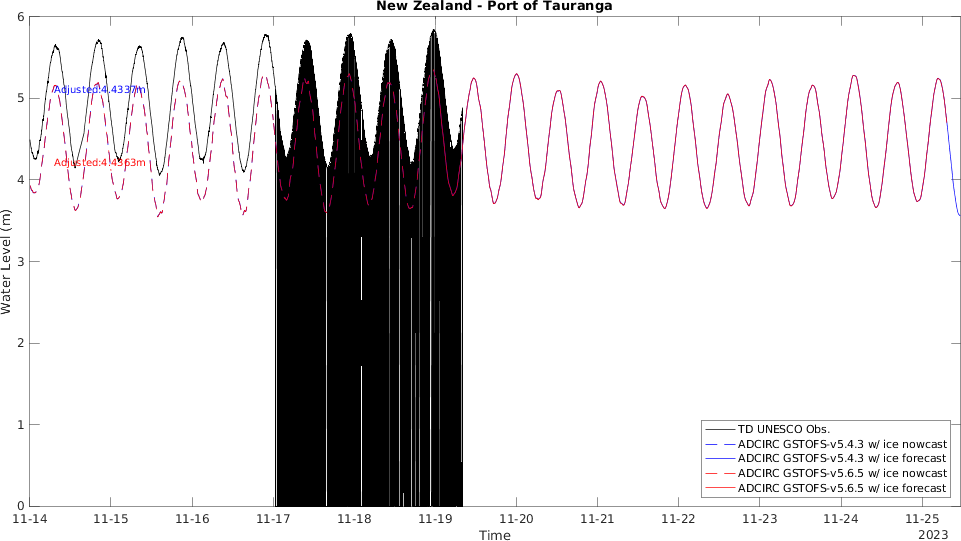 New Zealand - Port of Tauranga
6
5
4
3
2
1
0
Water Level (m)
Adjusted:4.4337m
Adjusted:4.4363m
TD UNESCO Obs.
ADCIRC GSTOFS-v5.4.3 w/ ice nowcast
ADCIRC GSTOFS-v5.4.3 w/ ice forecast
ADCIRC GSTOFS-v5.6.5 w/ ice nowcast
ADCIRC GSTOFS-v5.6.5 w/ ice forecast
11-14 11-15 11-16 11-17 11-18 11-19 11-20 11-21 11-22 11-23 11-24 11-25
Time
2023